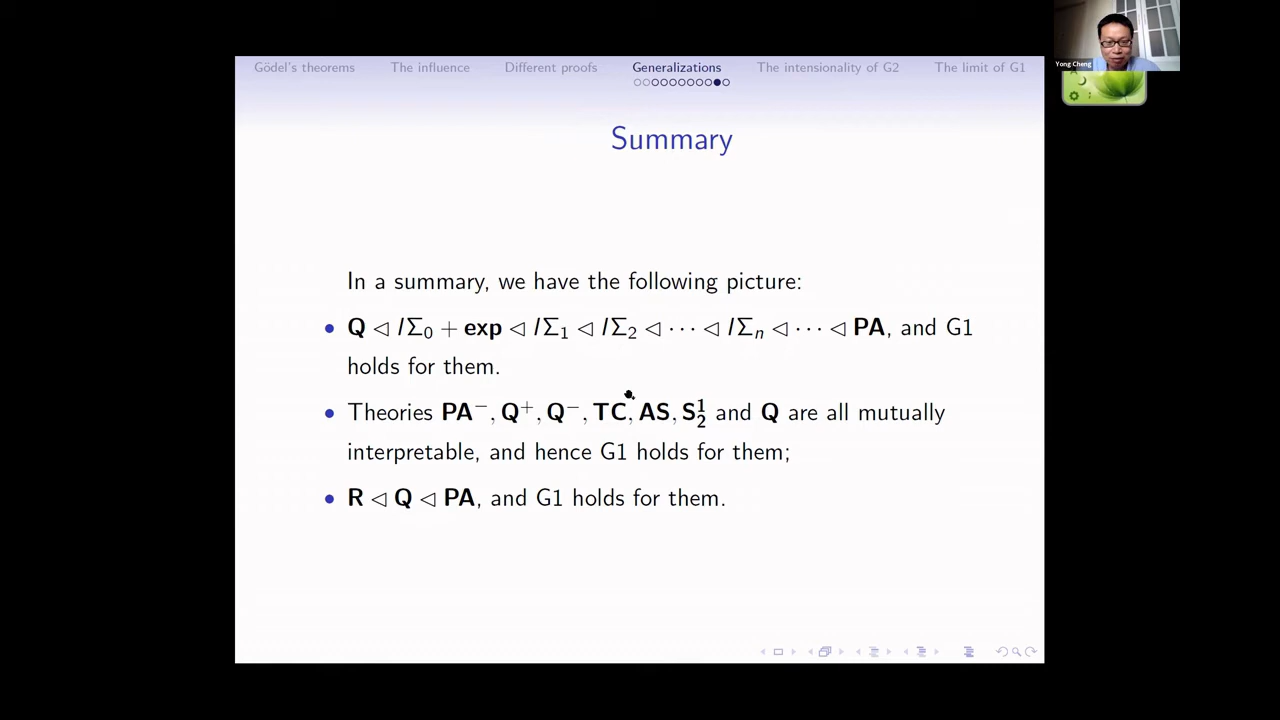 Yong Cheng
Gödel's theorems The influence Different proofs Generalizations The intensionality of G2 The limit of G1
Summary
In a summary, we have the following picture:
• Q ◁ IΣ₀ + exp ◁ IΣ₁ ◁ IΣ₂ ◁ ··· ◁ IΣₙ ◁ ··· ◁ PA, and G1
holds for them.
• Theories PA⁻, Q⁺, Q⁻, TC, AS, S¹₂ and Q are all mutually
interpretable, and hence G1 holds for them;
• R ◁ Q ◁ PA, and G1 holds for them.